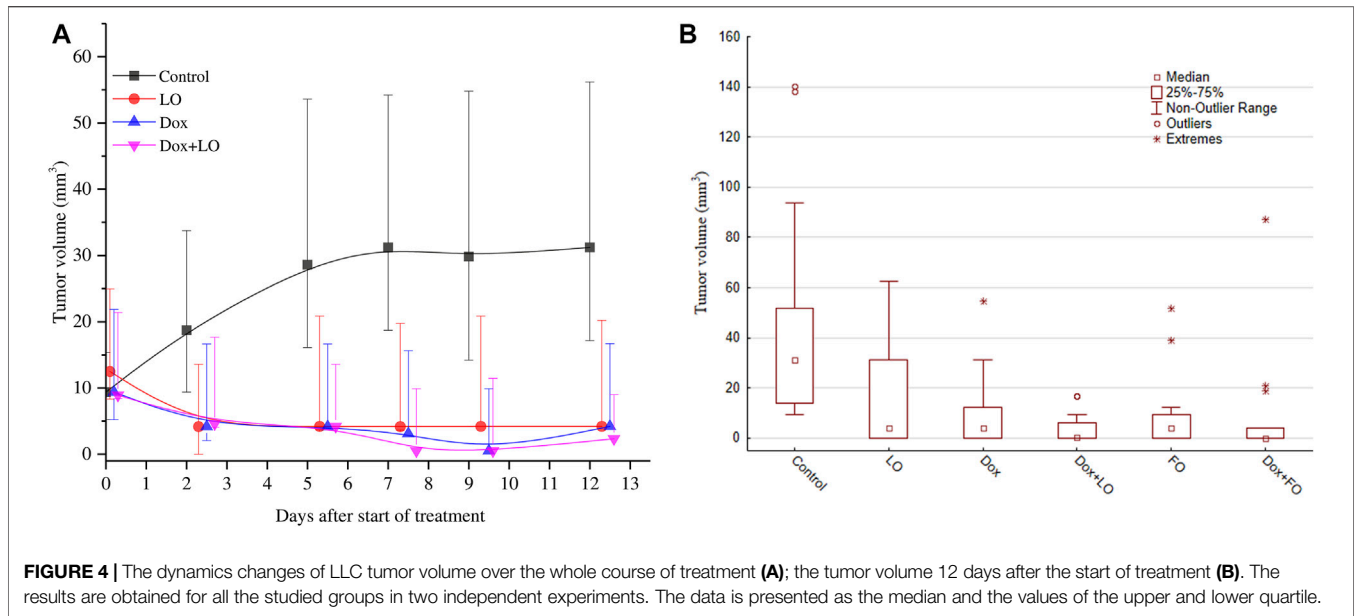 A
60
50
40
30
20
10
0
Tumor volume (mm³)
Control
LO
Dox
Dox+LO
0 1 2 3 4 5 6 7 8 9 10 11 12 13
Days after start of treatment
B
160
140
120
100
80
60
40
20
0
Tumor volume (mm³)
Median
25%-75%
Non-Outlier Range
Outliers
Extremes
Control LO Dox Dox+LO FO Dox+FO
FIGURE 4 | The dynamics changes of LLC tumor volume over the whole course of treatment (A); the tumor volume 12 days after the start of treatment (B). The
results are obtained for all the studied groups in two independent experiments. The data is presented as the median and the values of the upper and lower quartile.